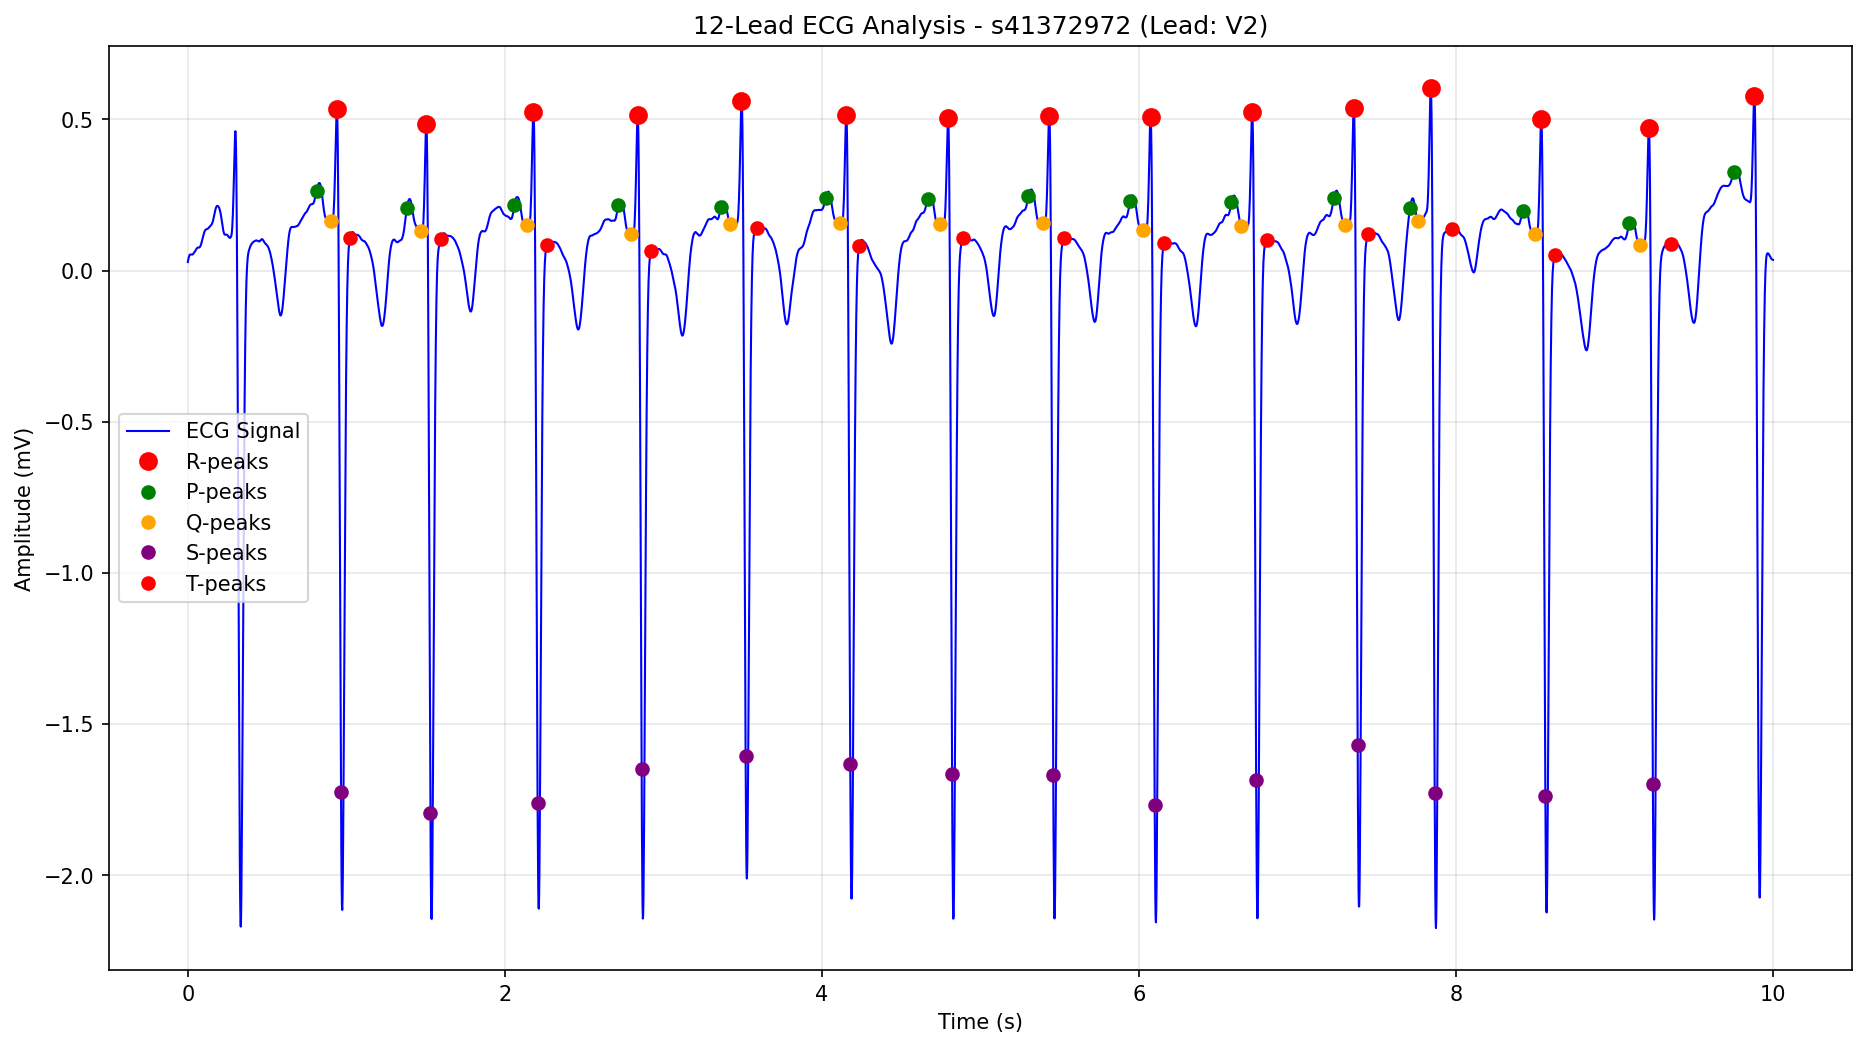 12-Lead ECG Analysis - s41372972 (Lead: V2)
0.5
0.0
−0.5
−1.0
−1.5
−2.0
Amplitude (mV)
ECG Signal
R-peaks
P-peaks
Q-peaks
S-peaks
T-peaks
0 2 4 6 8 10
Time (s)